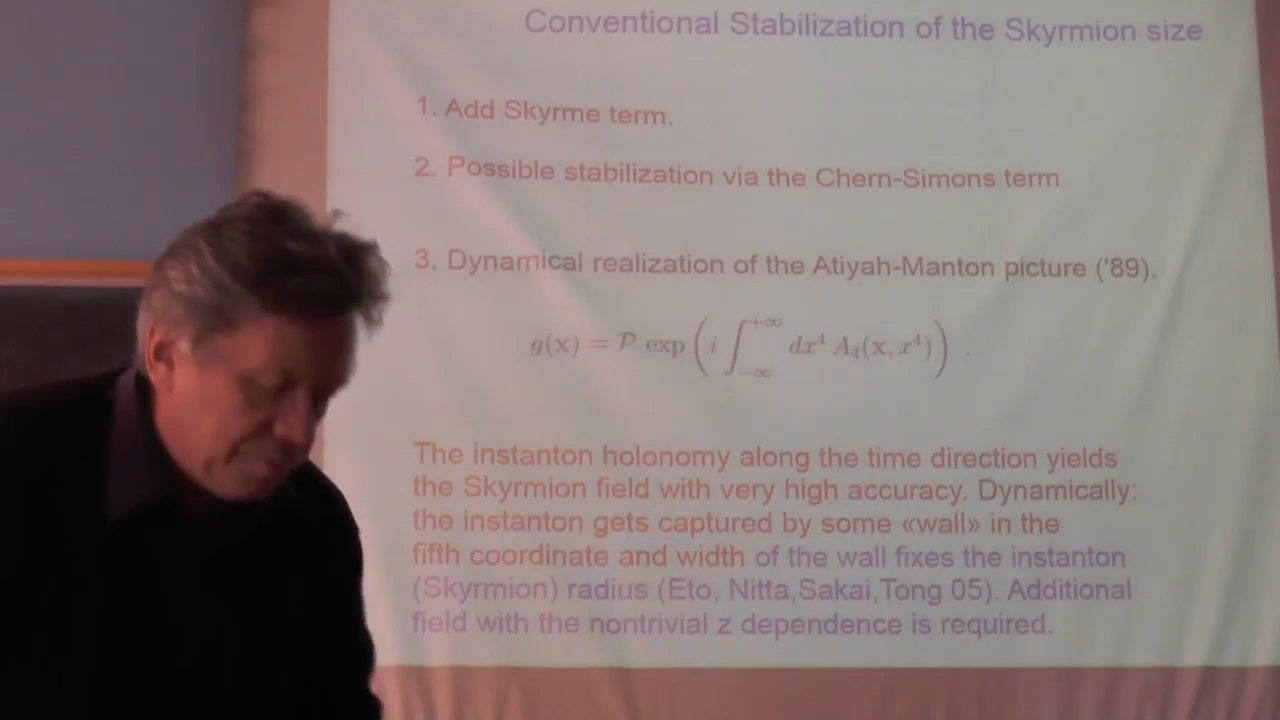 Conventional Stabilization of the Skyrmion size
1. Add Skyrme term.
2. Possible stabilization via the Chern-Simons term
3. Dynamical realization of the Atiyah-Manton picture ('89).
g(x) = P exp ( i ∫_{-∞}^{+∞} dx⁴ A₄(x, x⁴) ) .
The instanton holonomy along the time direction yields
the Skyrmion field with very high accuracy. Dynamically:
the instanton gets captured by some «wall» in the
fifth coordinate and width of the wall fixes the instanton
(Skyrmion) radius (Eto, Nitta,Sakai,Tong 05). Additional
field with the nontrivial z dependence is required.